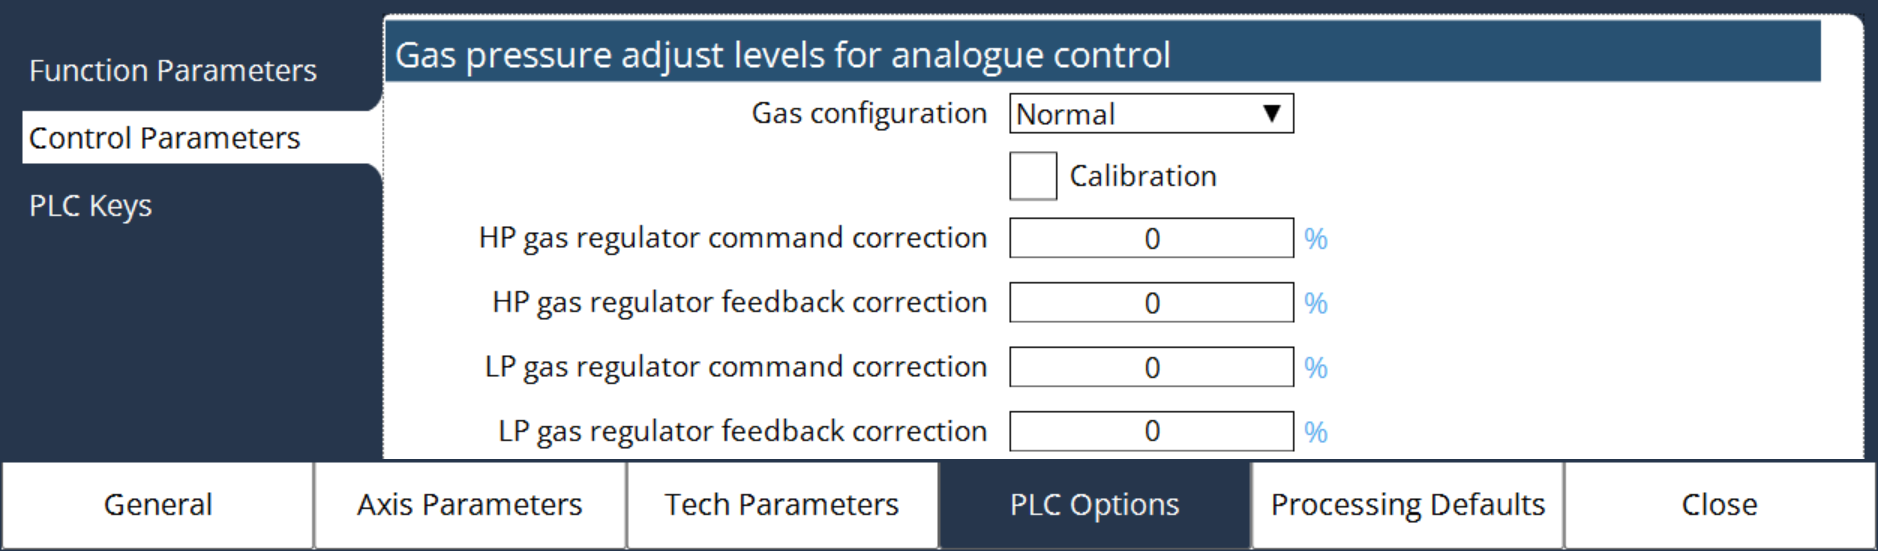 Function Parameters
Control Parameters
PLC Keys
Gas pressure adjust levels for analogue control
Gas configuration Normal ▼
Calibration
HP gas regulator command correction 0 %
HP gas regulator feedback correction 0 %
LP gas regulator command correction 0 %
LP gas regulator feedback correction 0 %
General Axis Parameters Tech Parameters PLC Options Processing Defaults Close